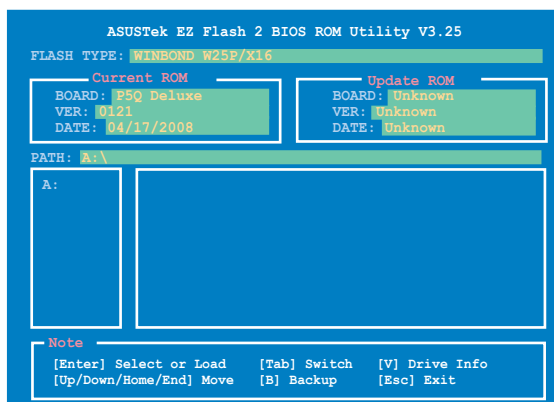 ASUSTek EZ Flash 2 BIOS ROM Utility V3.25
FLASH TYPE: WINBOND W25P/X16
Current ROM
BOARD: P5Q Deluxe
VER: 0121
DATE: 04/17/2008
Update ROM
BOARD: Unknown
VER: Unknown
DATE: Unknown
PATH: A:\
A:
Note
[Enter] Select or Load [Tab] Switch [V] Drive Info
[Up/Down/Home/End] Move [B] Backup [Esc] Exit